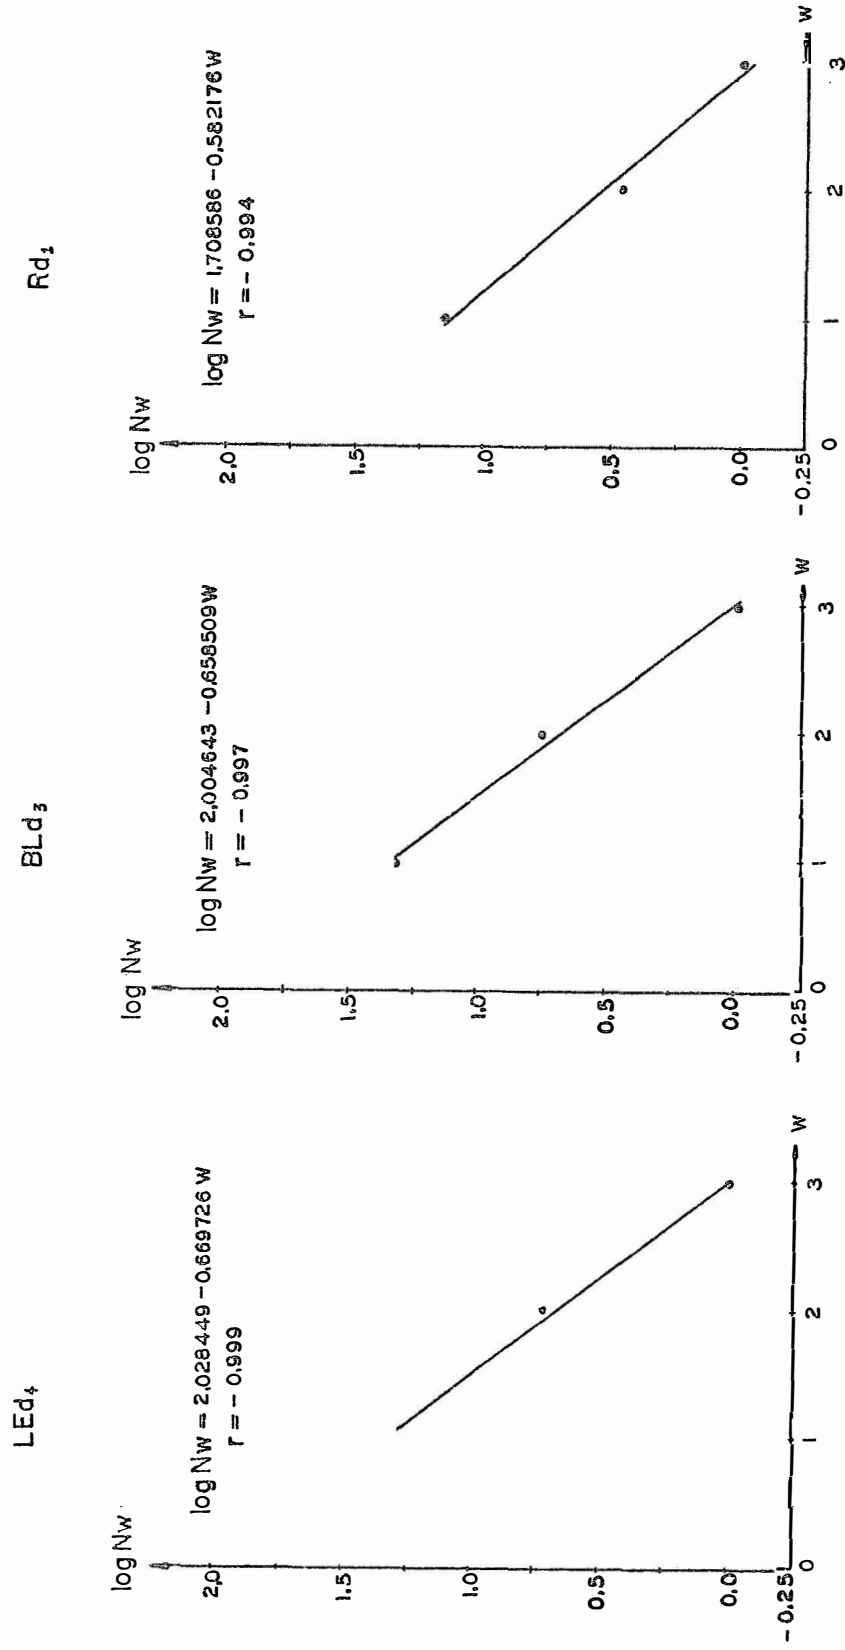 LEd₄
log Nw
log Nw = 2,028449 - 0,669726 W
r = - 0,999
2,0
1,5
1,0
0,5
0,0
-0,25
0
1
2
3
W
BLd₃
log Nw
log Nw = 2,004643 - 0,658509 W
r = - 0,997
2,0
1,5
1,0
0,5
0,0
-0,25
0
1
2
3
W
Rd₁
log Nw
log Nw = 1,708586 - 0,582176 W
r = - 0,994
2,0
1,5
1,0
0,5
0,0
-0,25
0
1
2
3
W